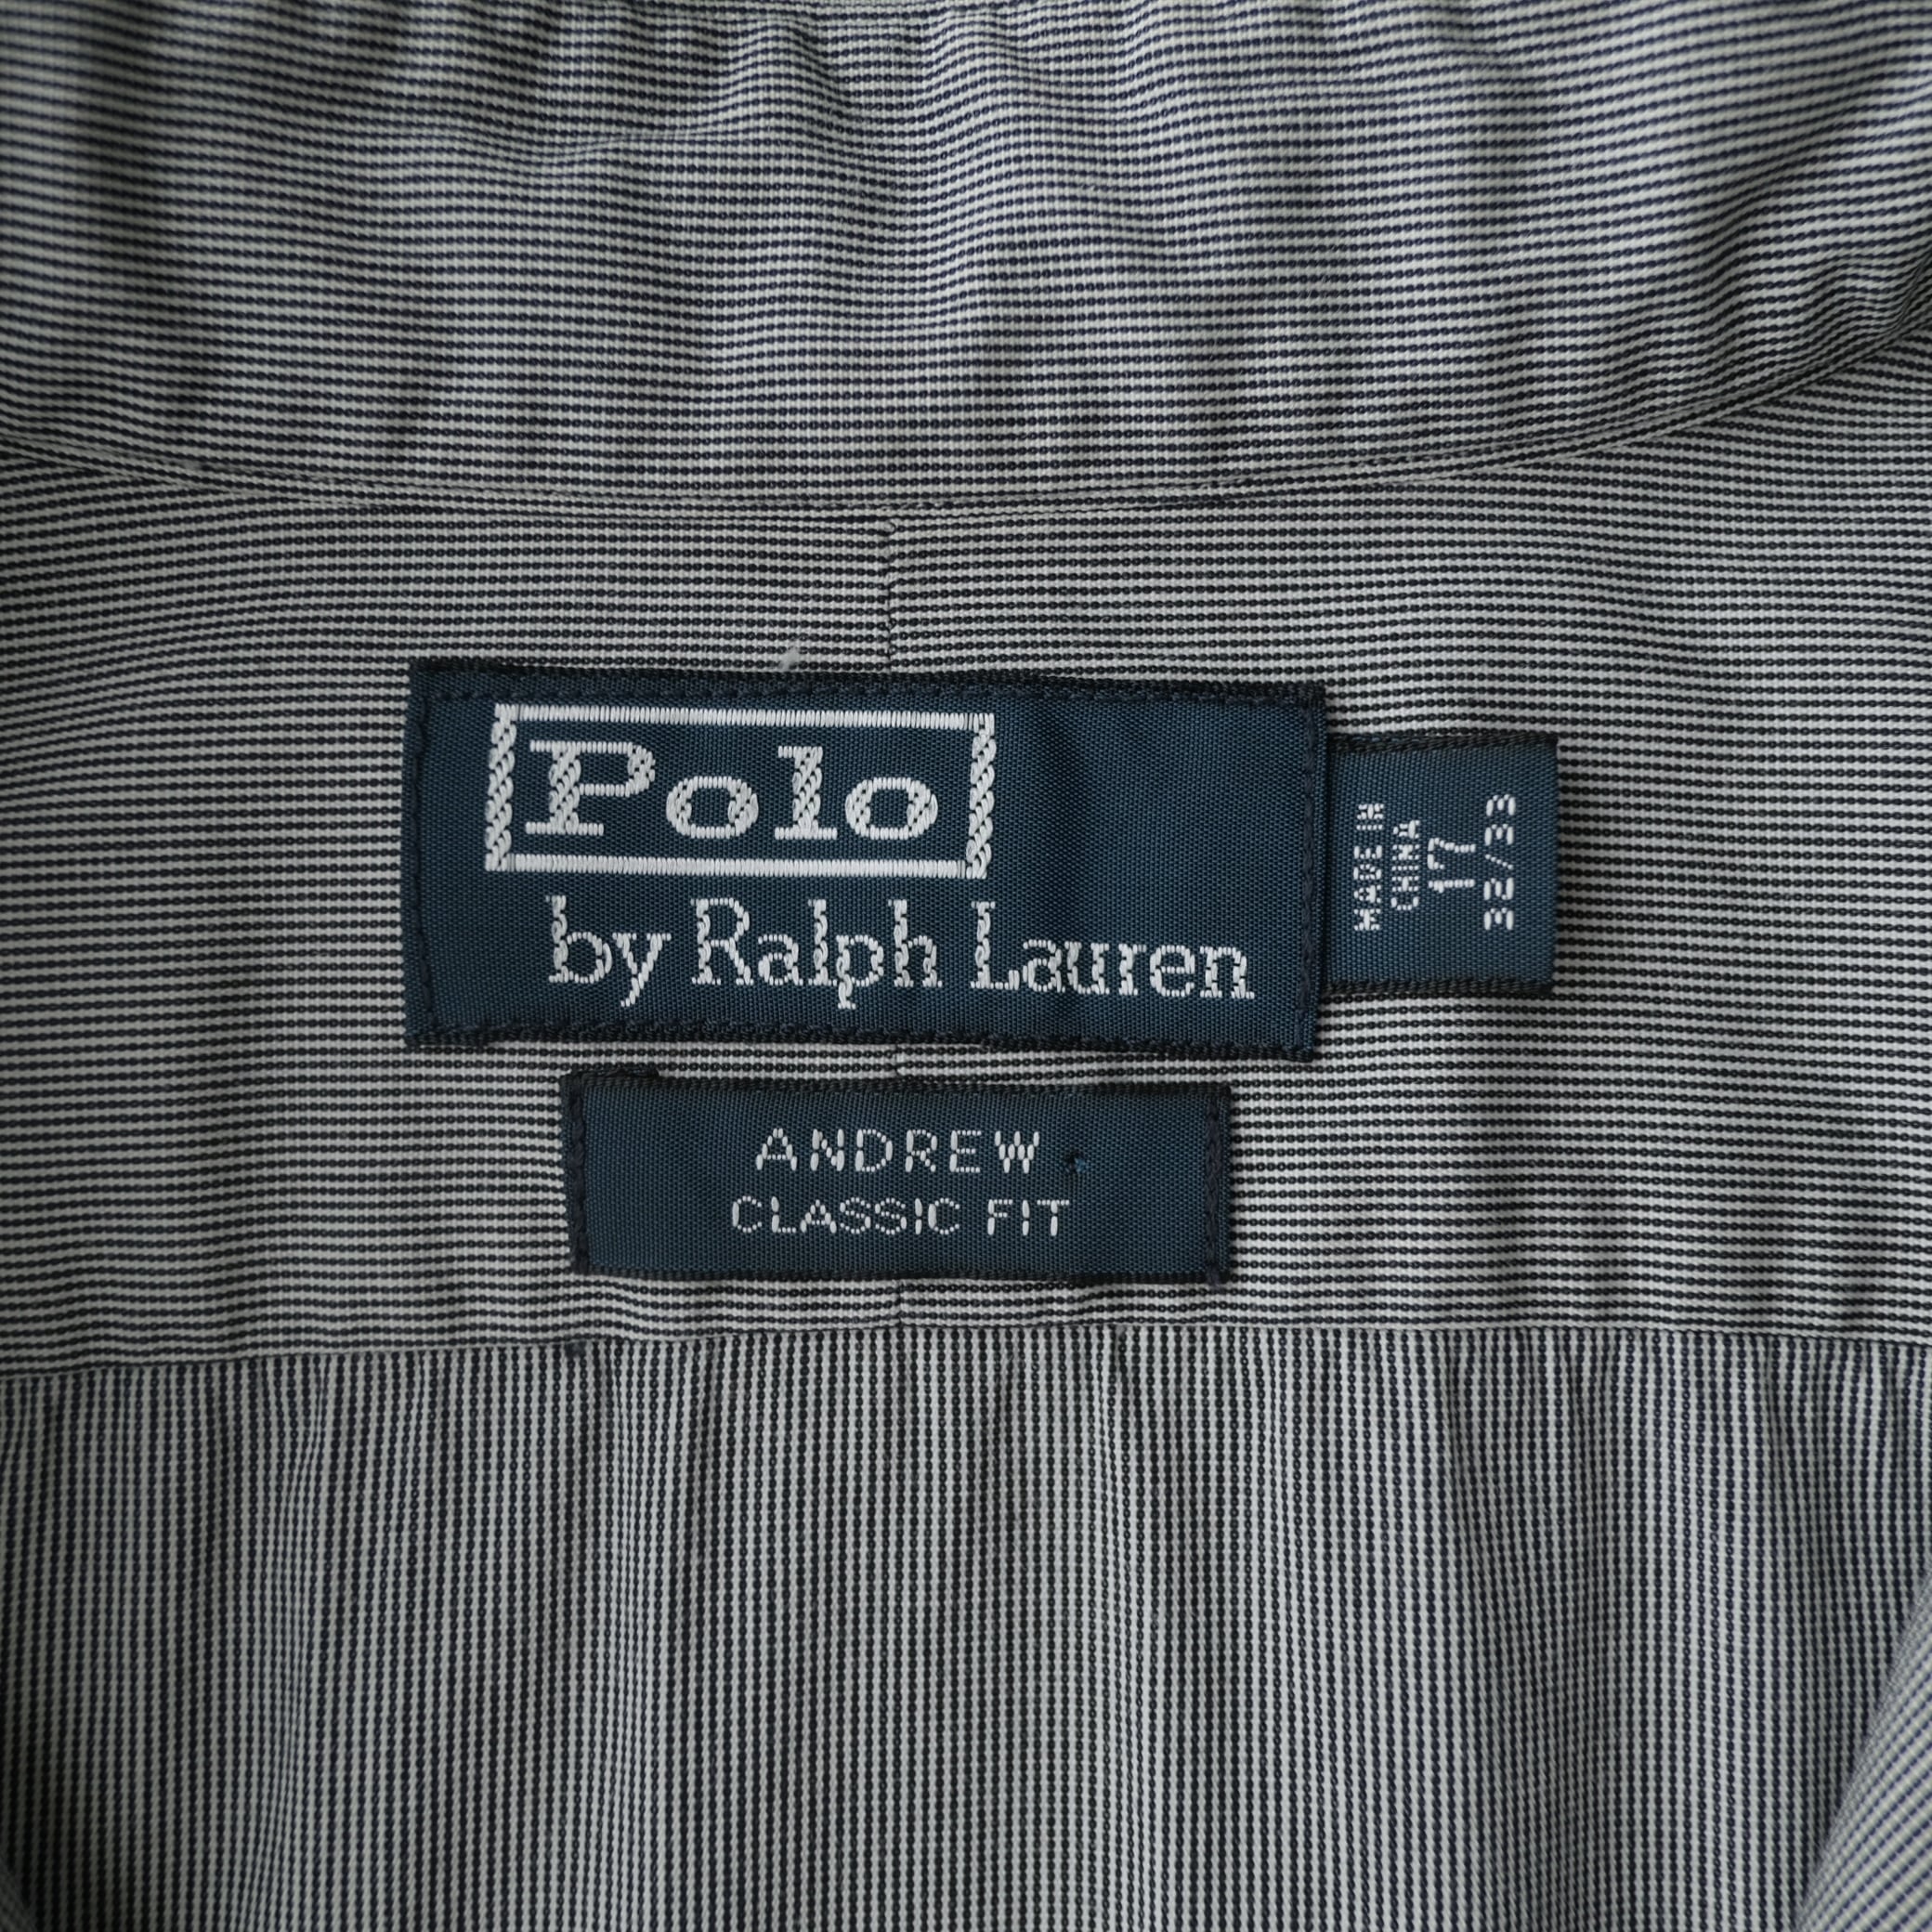 Polo
by Ralph Lauren
MADE IN
CHINA
17
32/33
ANDREW
CLASSIC FIT